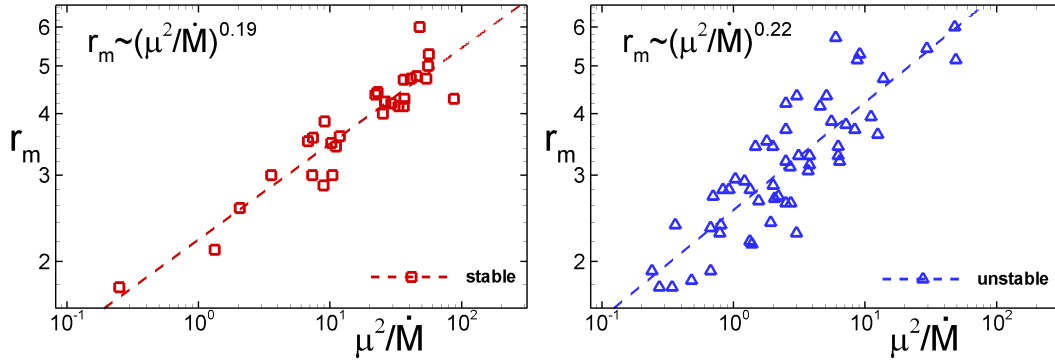 r_m~(μ²/Ṁ)^0.19
6
5
4
3
2
r_m
stable
10^-1
10^0
10^1
10^2
μ²/Ṁ
r_m~(μ²/Ṁ)^0.22
6
5
4
3
2
r_m
unstable
10^-1
10^0
10^1
10^2
μ²/Ṁ